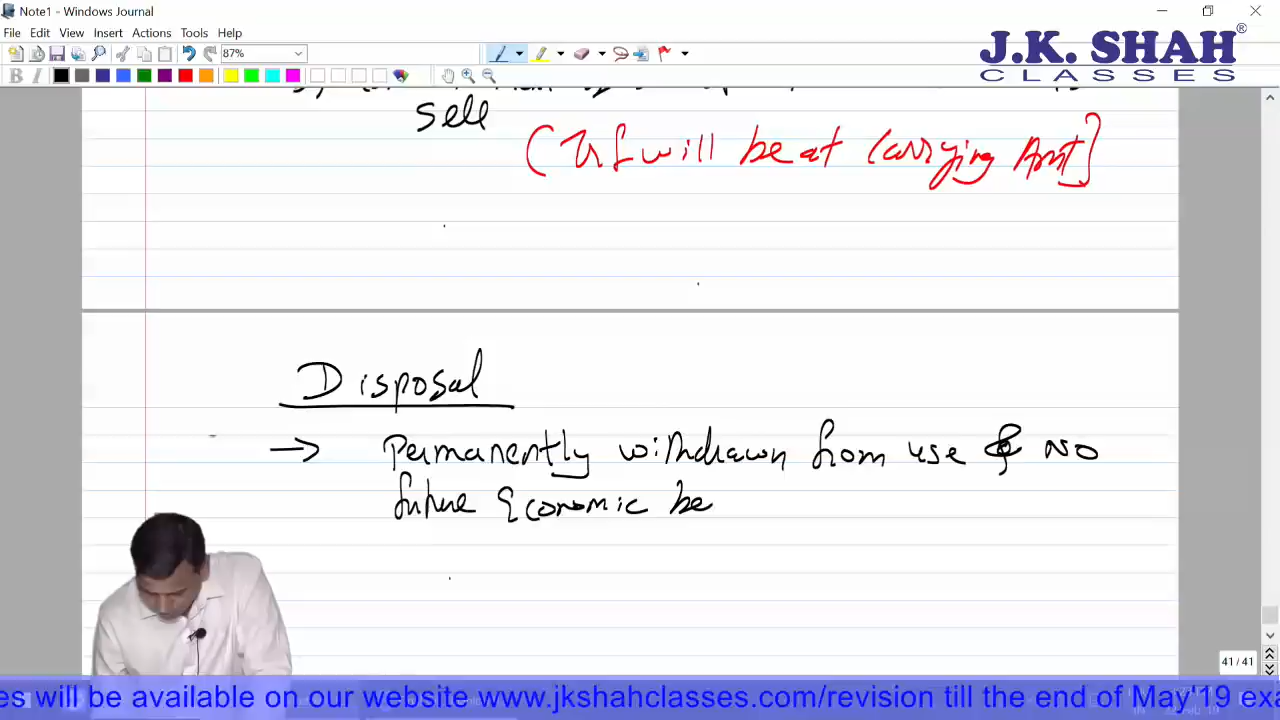 Note1 - Windows Journal
File Edit View Insert Actions Tools Help
87%
B I
J.K. SHAH®
CLASSES
sell
(Trf will be at Carrying Amt]
Disposal
→ Permanently withdrawn from use & No
future Economic be
41 / 41
es will be available on our website www.jkshahclasses.com/revision till the end of May'19 exa